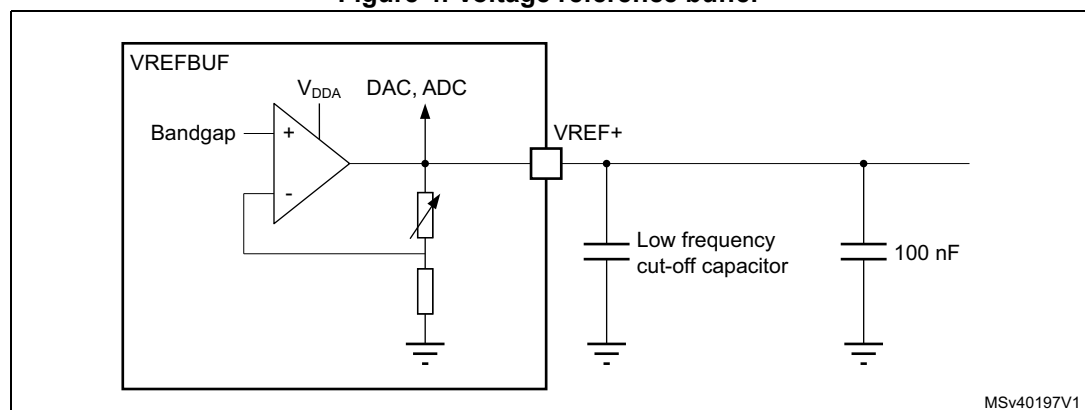 Figure 4. Voltage reference buffer
VREFBUF
VDDA
DAC, ADC
Bandgap
+
-
VREF+
Low frequency
cut-off capacitor
100 nF
MSv40197V1